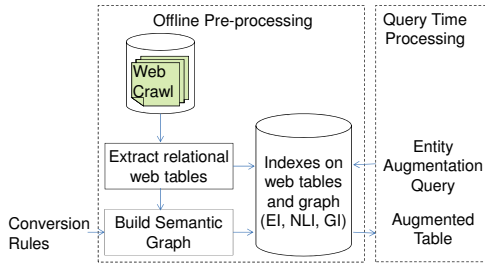 Offline Pre-processing
Query Time
Processing
Web
Crawl
Extract relational
web tables
Indexes on
web tables
and graph
(EI, NLI, GI)
Entity
Augmentation
Query
Conversion
Rules
Build Semantic
Graph
Augmented
Table